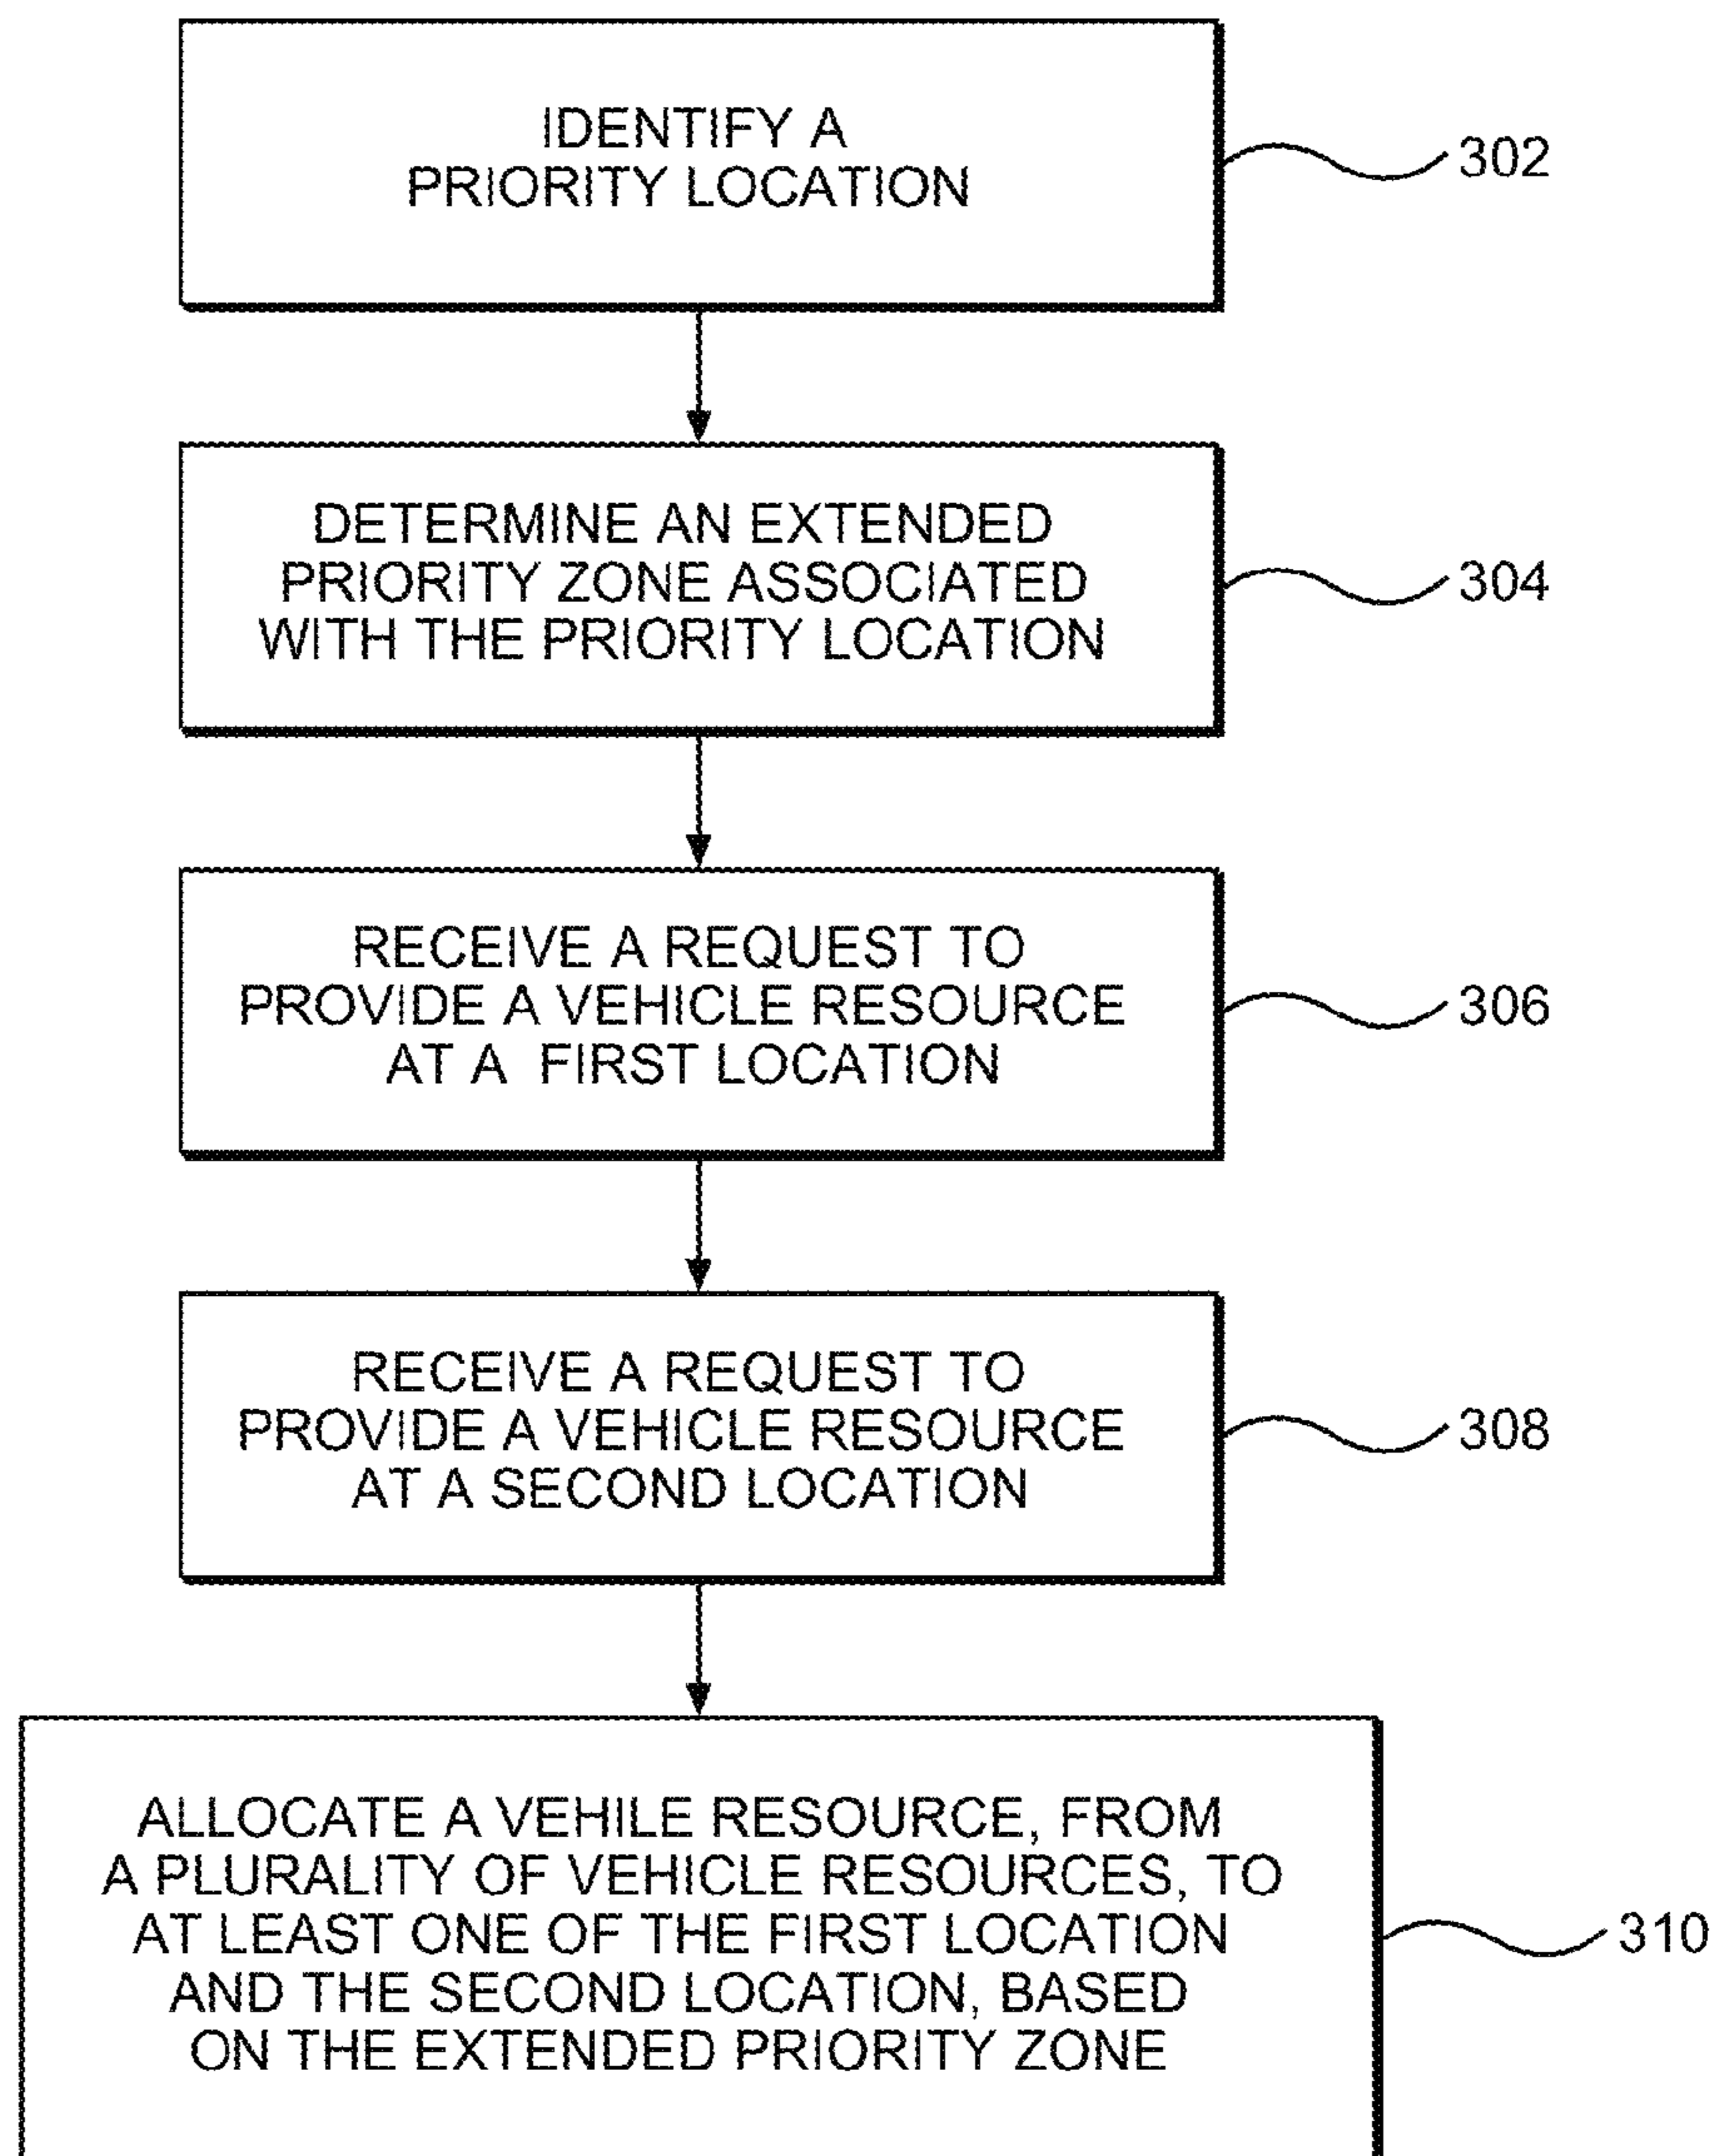 IDENTIFY A
PRIORITY LOCATION
302
DETERMINE AN EXTENDED
PRIORITY ZONE ASSOCIATED
WITH THE PRIORITY LOCATION
304
RECEIVE A REQUEST TO
PROVIDE A VEHICLE RESOURCE
AT A FIRST LOCATION
306
RECEIVE A REQUEST TO
PROVIDE A VEHICLE RESOURCE
AT A SECOND LOCATION
308
ALLOCATE A VEHILE RESOURCE, FROM
A PLURALITY OF VEHICLE RESOURCES, TO
AT LEAST ONE OF THE FIRST LOCATION
AND THE SECOND LOCATION, BASED
ON THE EXTENDED PRIORITY ZONE
310